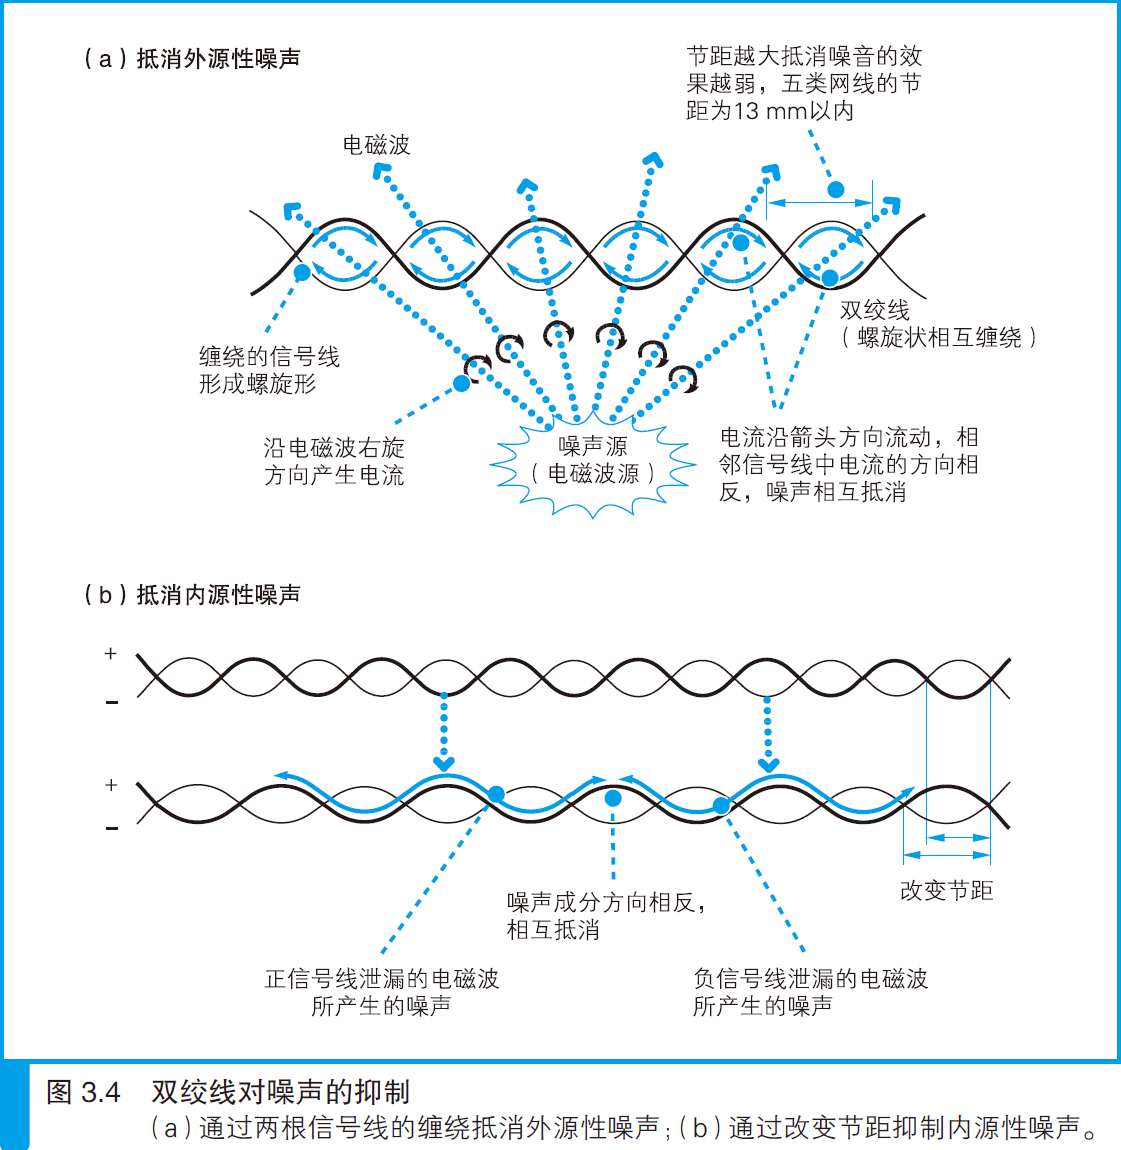 （a）抵消外源性噪声
节距越大抵消噪音的效
果越弱，五类网线的节
距为13 mm以内
电磁波
双绞线
（螺旋状相互缠绕）
缠绕的信号线
形成螺旋形
沿电磁波右旋
方向产生电流
噪声源
（电磁波源）
电流沿箭头方向流动，相
邻信号线中电流的方向相
反，噪声相互抵消
（b）抵消内源性噪声
+
−
+
−
改变节距
噪声成分方向相反，
相互抵消
正信号线泄漏的电磁波
所产生的噪声
负信号线泄漏的电磁波
所产生的噪声
图 3.4 双绞线对噪声的抑制
（a）通过两根信号线的缠绕抵消外源性噪声；（b）通过改变节距抑制内源性噪声。